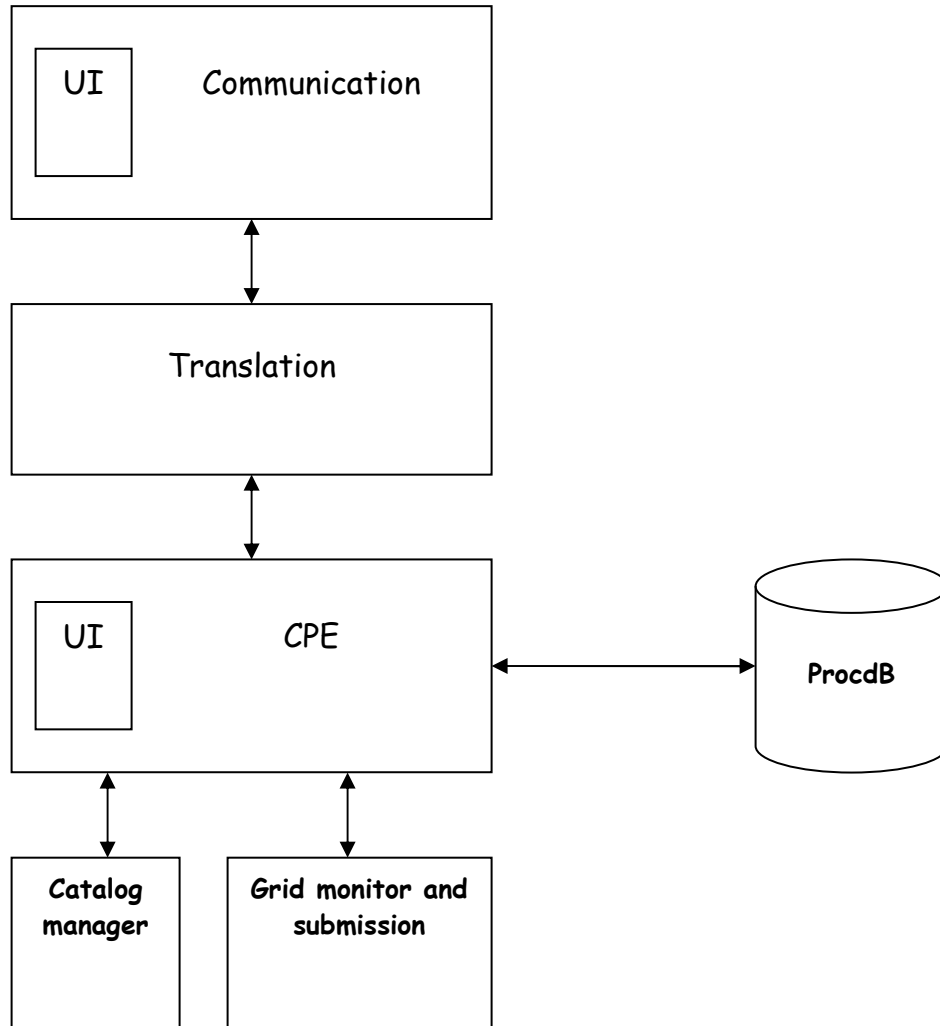 UI
Communication
Translation
UI
CPE
ProcdB
Catalog
manager
Grid monitor and
submission